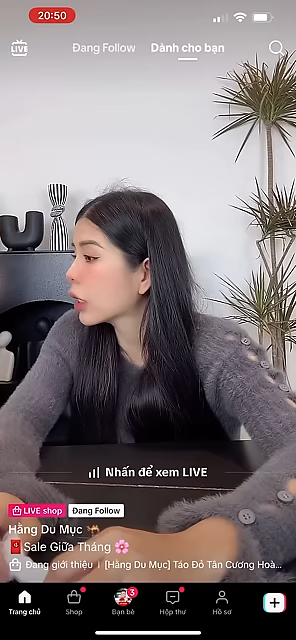 20:50
LIVE
Đang Follow
Dành cho bạn
Nhấn để xem LIVE
LIVE shop
Đang Follow
Hằng Du Mục
Sale Giữa Tháng
Đang giới thiệu | [Hằng Du Mục] Táo Đỏ Tân Cương Hoà...
Trang chủ
Shop
3
Bạn bè
Hộp thư
Hồ sơ